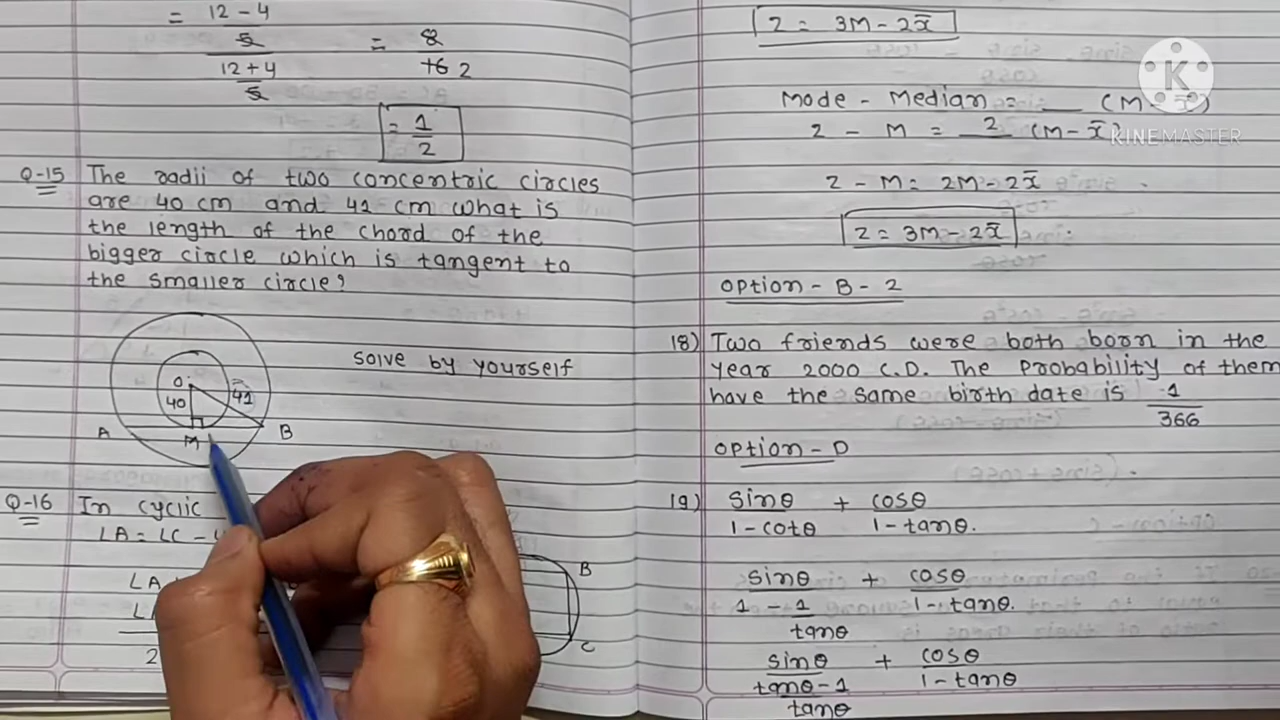 = 12 - 4
5
12 + 4
5
= 8
16 2
= 1
2
Q-15 The radii of two concentric circles
are 40 cm and 41 cm what is
the length of the chord of the
bigger circle which is tangent to
the smaller circle?
solve by yourself
O
40
41
A
M
B
Q-16 In cyclic
∠A = ∠C - 4
∠A
2
B
C
Z = 3M - 2x̄
Mode - Median = __ (M - x̄)
Z - M = 2 (M - x̄)
Z - M = 2M - 2x̄
Z = 3M - 2x̄
option - B - 2
18) Two friends were both born in the
year 2000 C.D. The Probability of them
have the same birth date is 1
366
option - D
19) sinθ + cosθ
1 - cotθ 1 - tanθ.
sinθ + cosθ
1 - 1 1 - tanθ.
tanθ
sinθ + cosθ
tanθ - 1 1 - tanθ
tanθ
K
KINEMASTER